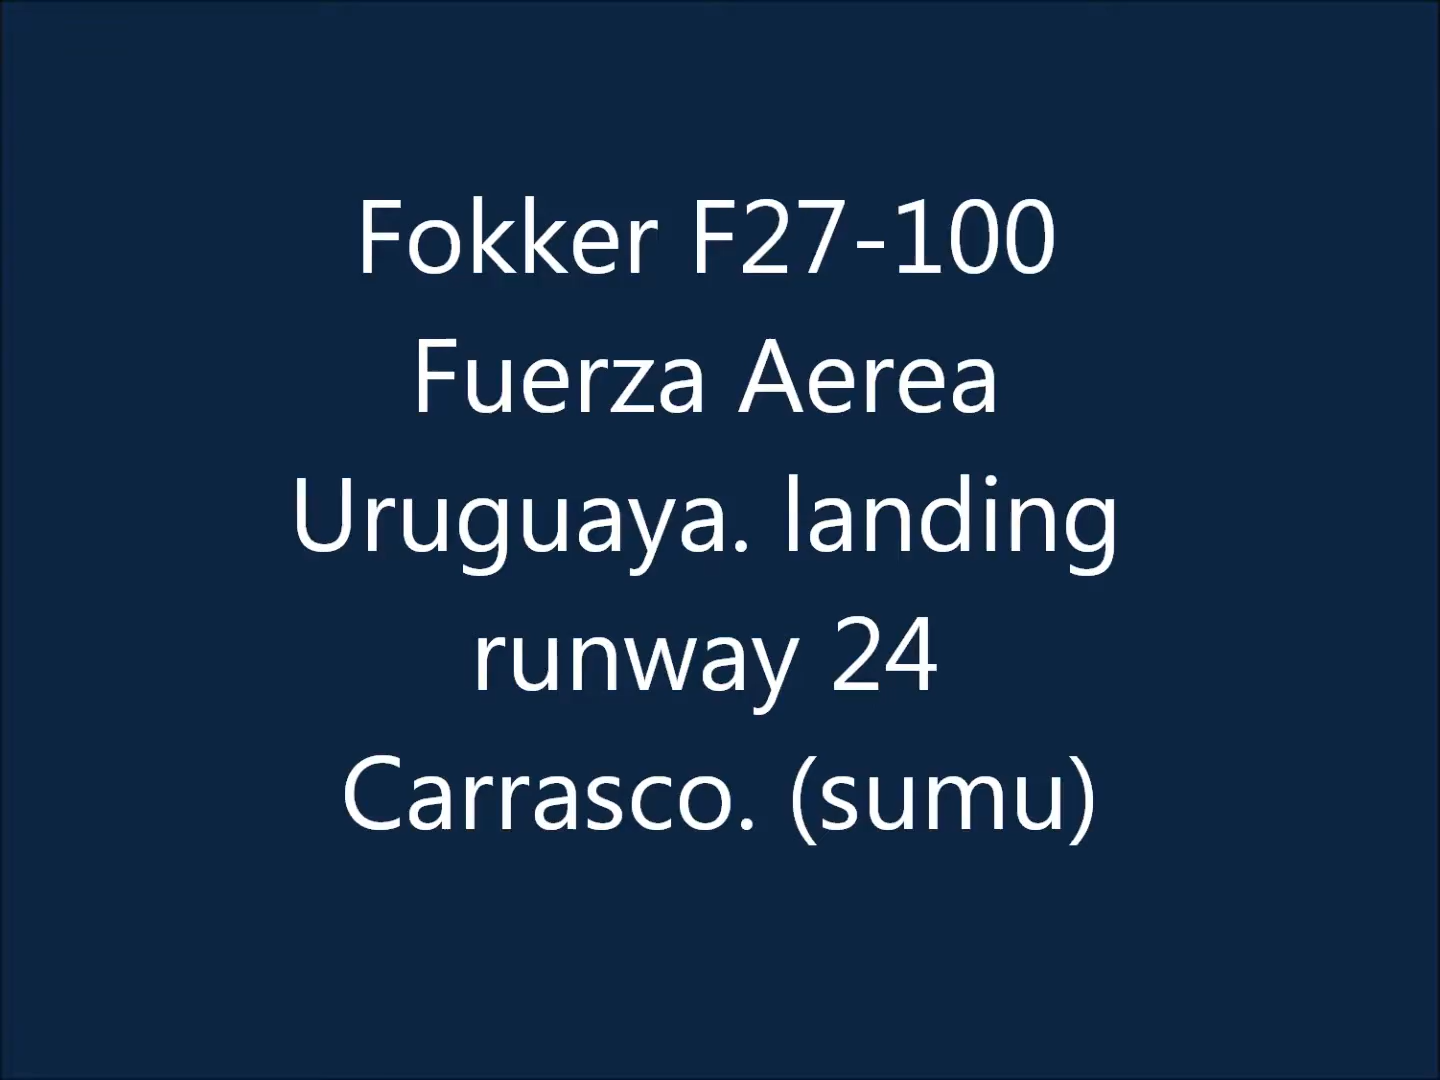 Fokker F27-100
Fuerza Aerea
Uruguaya. landing
runway 24
Carrasco. (sumu)